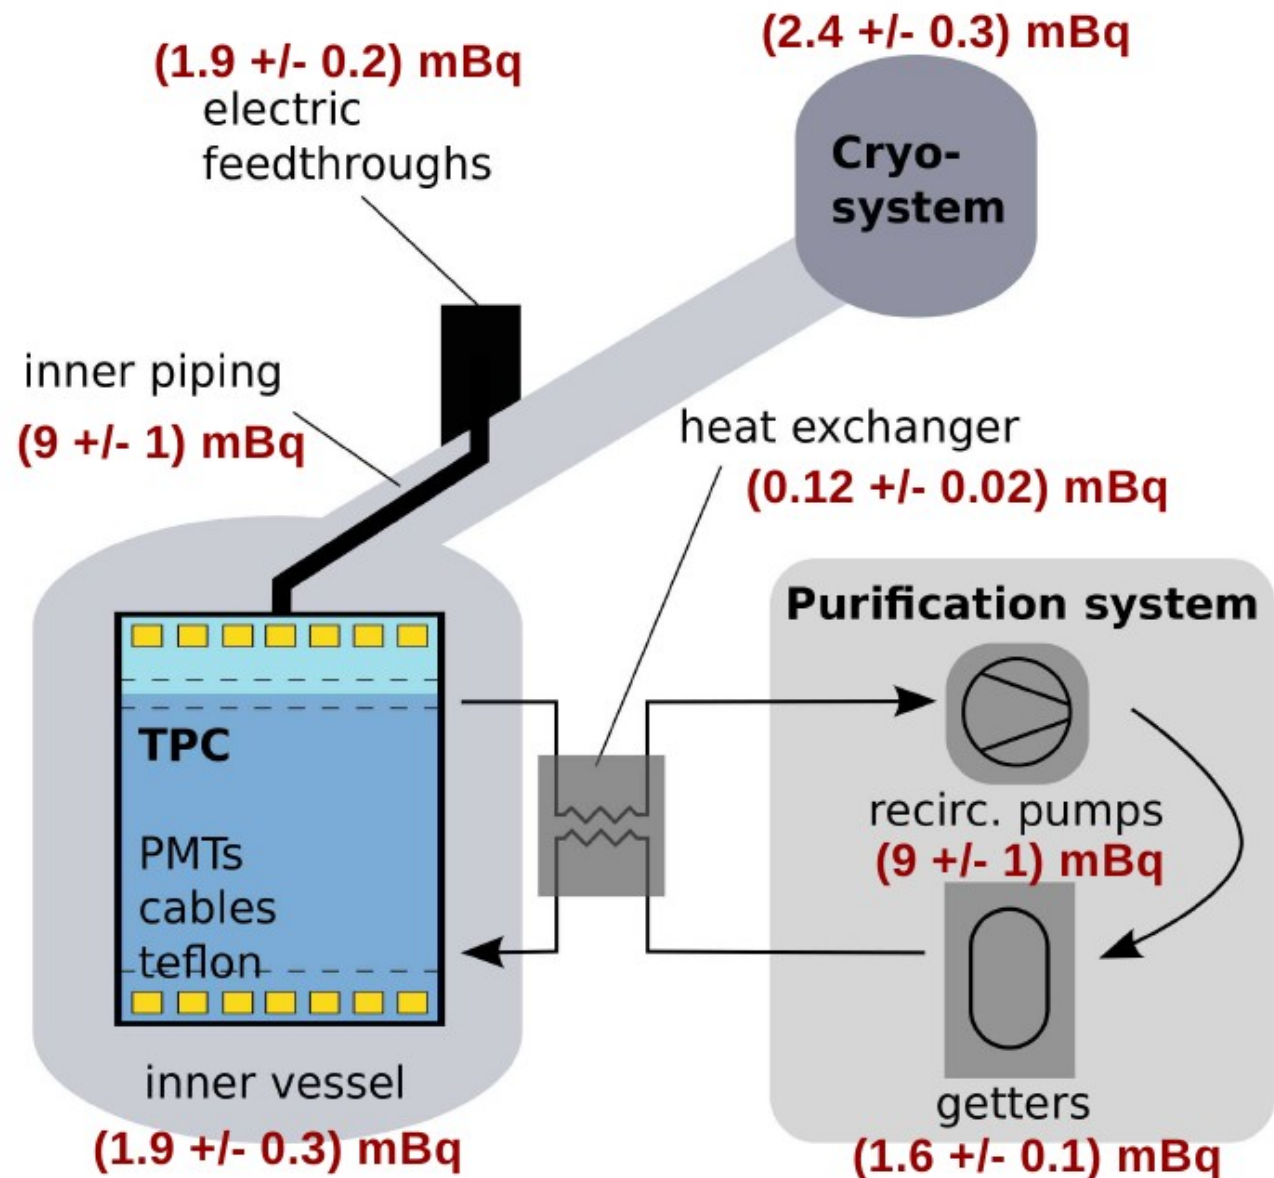 (1.9 +/- 0.2) mBq
electric
feedthroughs
(2.4 +/- 0.3) mBq
Cryo-
system
inner piping
(9 +/- 1) mBq
heat exchanger
(0.12 +/- 0.02) mBq
TPC
PMTs
cables
teflon
inner vessel
(1.9 +/- 0.3) mBq
Purification system
recirc. pumps
(9 +/- 1) mBq
getters
(1.6 +/- 0.1) mBq